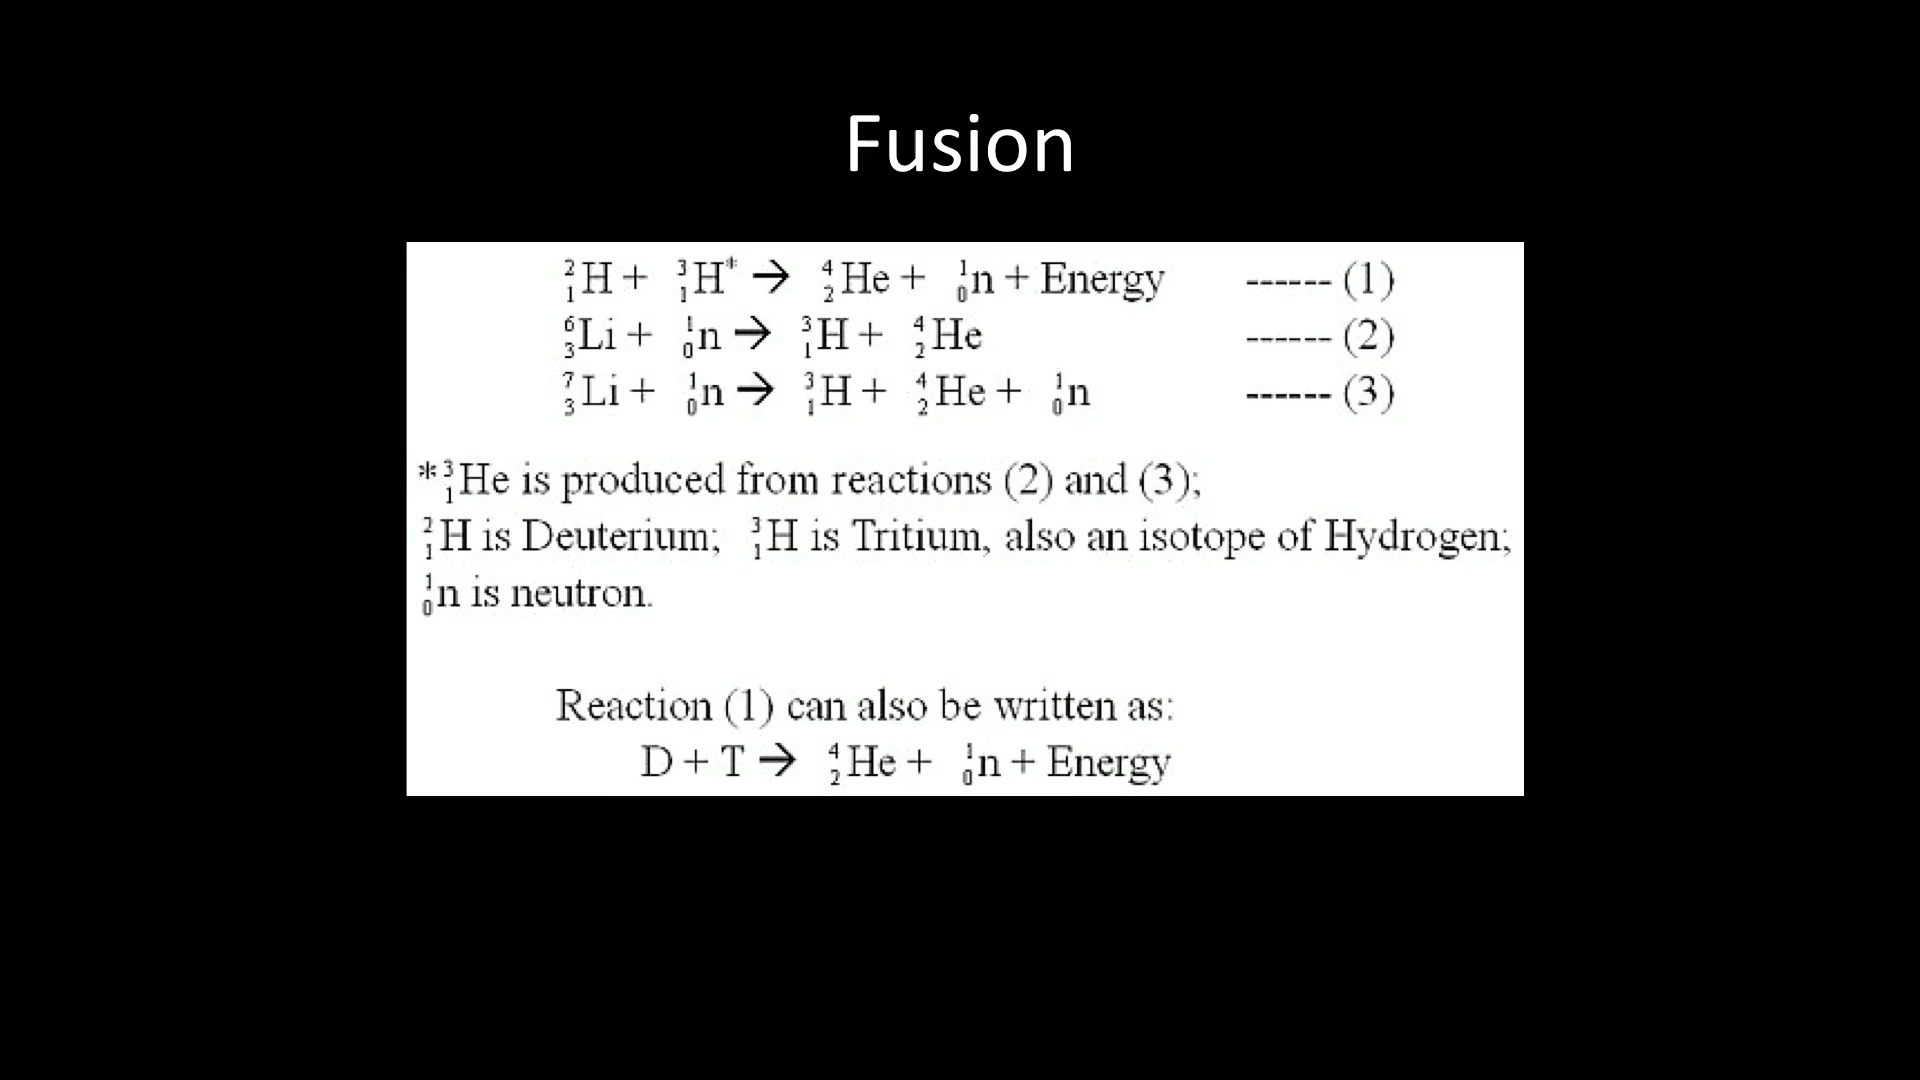 Fusion
²₁H + ³₁H* → ⁴₂He + ¹₀n + Energy ------ (1)
⁶₃Li + ¹₀n → ³₁H + ⁴₂He ------ (2)
⁷₃Li + ¹₀n → ³₁H + ⁴₂He + ¹₀n ------ (3)
*³₁He is produced from reactions (2) and (3);
²₁H is Deuterium; ³₁H is Tritium, also an isotope of Hydrogen;
¹₀n is neutron.
Reaction (1) can also be written as:
D + T → ⁴₂He + ¹₀n + Energy